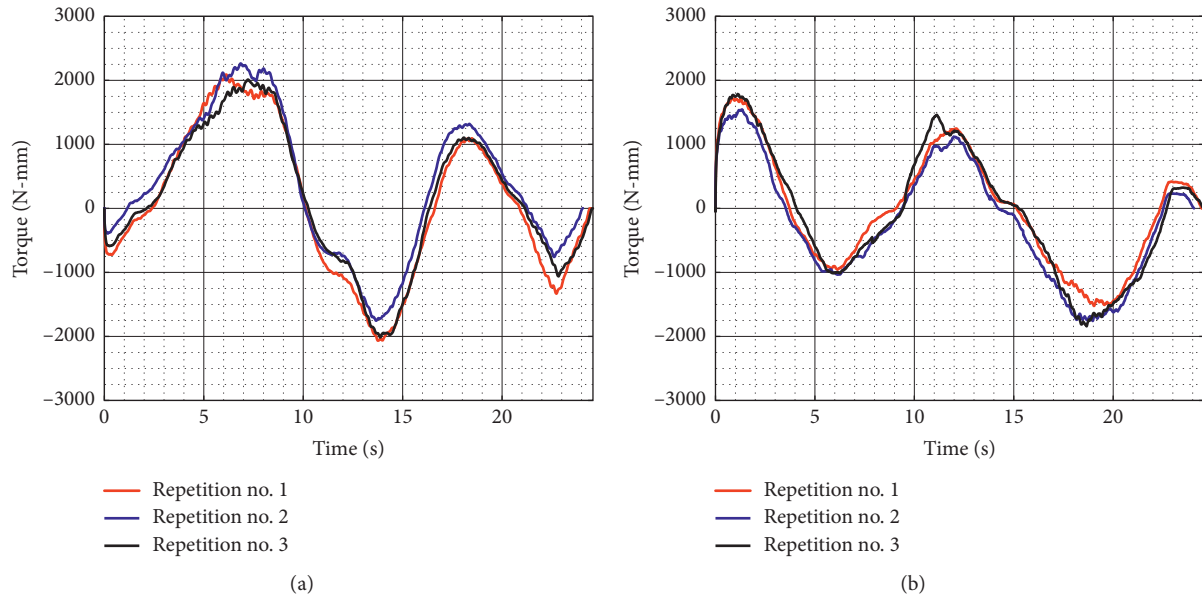 3000
2000
1000
0
−1000
−2000
−3000
Torque (N-mm)
0 5 10 15 20
Time (s)
Repetition no. 1
Repetition no. 2
Repetition no. 3
(a)
3000
2000
1000
0
−1000
−2000
−3000
Torque (N-mm)
0 5 10 15 20
Time (s)
Repetition no. 1
Repetition no. 2
Repetition no. 3
(b)